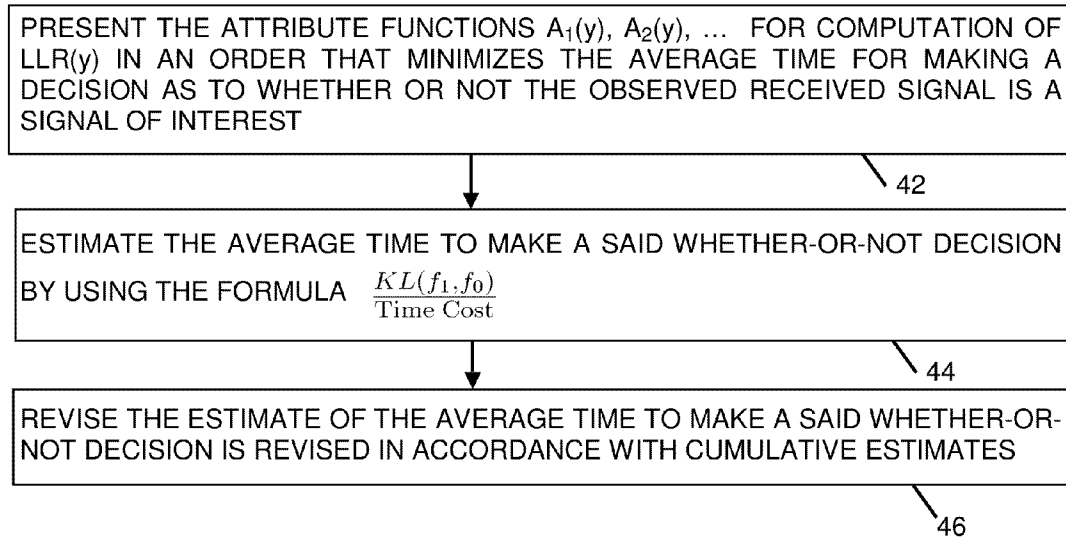 PRESENT THE ATTRIBUTE FUNCTIONS A₁(y), A₂(y), ... FOR COMPUTATION OF
LLR(y) IN AN ORDER THAT MINIMIZES THE AVERAGE TIME FOR MAKING A
DECISION AS TO WHETHER OR NOT THE OBSERVED RECEIVED SIGNAL IS A
SIGNAL OF INTEREST
42
ESTIMATE THE AVERAGE TIME TO MAKE A SAID WHETHER-OR-NOT DECISION
BY USING THE FORMULA KL(f₁,f₀)
Time Cost
44
REVISE THE ESTIMATE OF THE AVERAGE TIME TO MAKE A SAID WHETHER-OR-
NOT DECISION IS REVISED IN ACCORDANCE WITH CUMULATIVE ESTIMATES
46